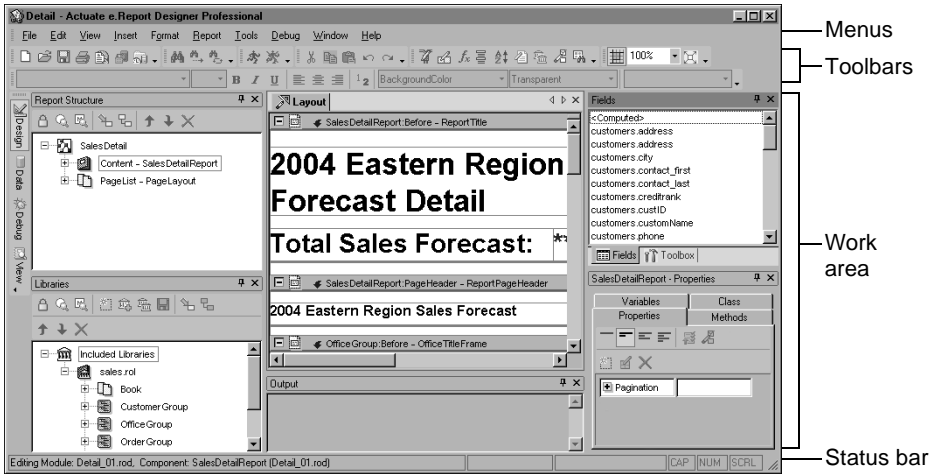 Detail - Actuate e.Report Designer Professional
File Edit View Insert Format Report Tools Debug Window Help
Menus
100%
Toolbars
B I U 1 2 BackgroundColor Transparent
Report Structure
Design
Data
Debug
View
SalesDetail
Content - SalesDetailReport
PageList - PageLayout
Libraries
Included Libraries
sales.rol
Book
CustomerGroup
OfficeGroup
OrderGroup
Layout
SalesDetailReport:Before - ReportTitle
2004 Eastern Region
Forecast Detail
Total Sales Forecast: **
SalesDetailReport:PageHeader - ReportPageHeader
2004 Eastern Region Sales Forecast
OfficeGroup:Before - OfficeTitleFrame
Output
Fields
<Computed>
customers.address
customers.address
customers.city
customers.contact_first
customers.contact_last
customers.creditrank
customers.custID
customers.customName
customers.phone
Fields Toolbox
Work
area
SalesDetailReport - Properties
Variables Class
Properties Methods
Pagination
Editing Module: Detail_01.rod, Component: SalesDetailReport (Detail_01.rod)
CAP NUM SCRL
Status bar